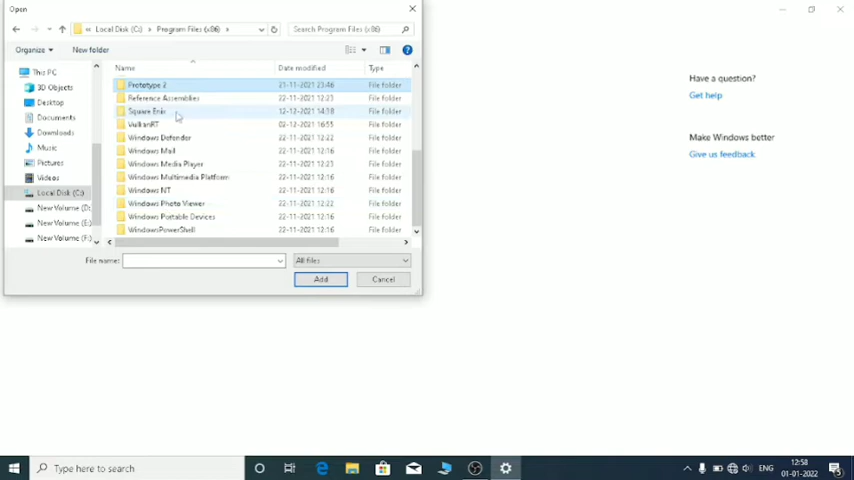 Open
Local Disk (C:) > Program Files (x86) >
Search Program Files (x86)
Organize
New folder
Name
Date modified
Type
This PC
3D Objects
Desktop
Documents
Downloads
Music
Pictures
Videos
Local Disk (C:)
New Volume (D:
New Volume (E:)
New Volume (F:)
Prototype 2 21-11-2021 23:46 File folder
Reference Assemblies 22-11-2021 12:23 File folder
Square Enix 12-12-2021 14:38 File folder
VulkanRT 02-12-2021 16:55 File folder
Windows Defender 22-11-2021 12:22 File folder
Windows Mail 22-11-2021 12:16 File folder
Windows Media Player 22-11-2021 12:23 File folder
Windows Multimedia Platform 22-11-2021 12:16 File folder
Windows NT 22-11-2021 12:16 File folder
Windows Photo Viewer 22-11-2021 12:22 File folder
Windows Portable Devices 22-11-2021 12:16 File folder
WindowsPowerShell 22-11-2021 12:16 File folder
File name:
All files
Add
Cancel
Have a question?
Get help
Make Windows better
Give us feedback
Type here to search
ENG
12:58
01-01-2022
5